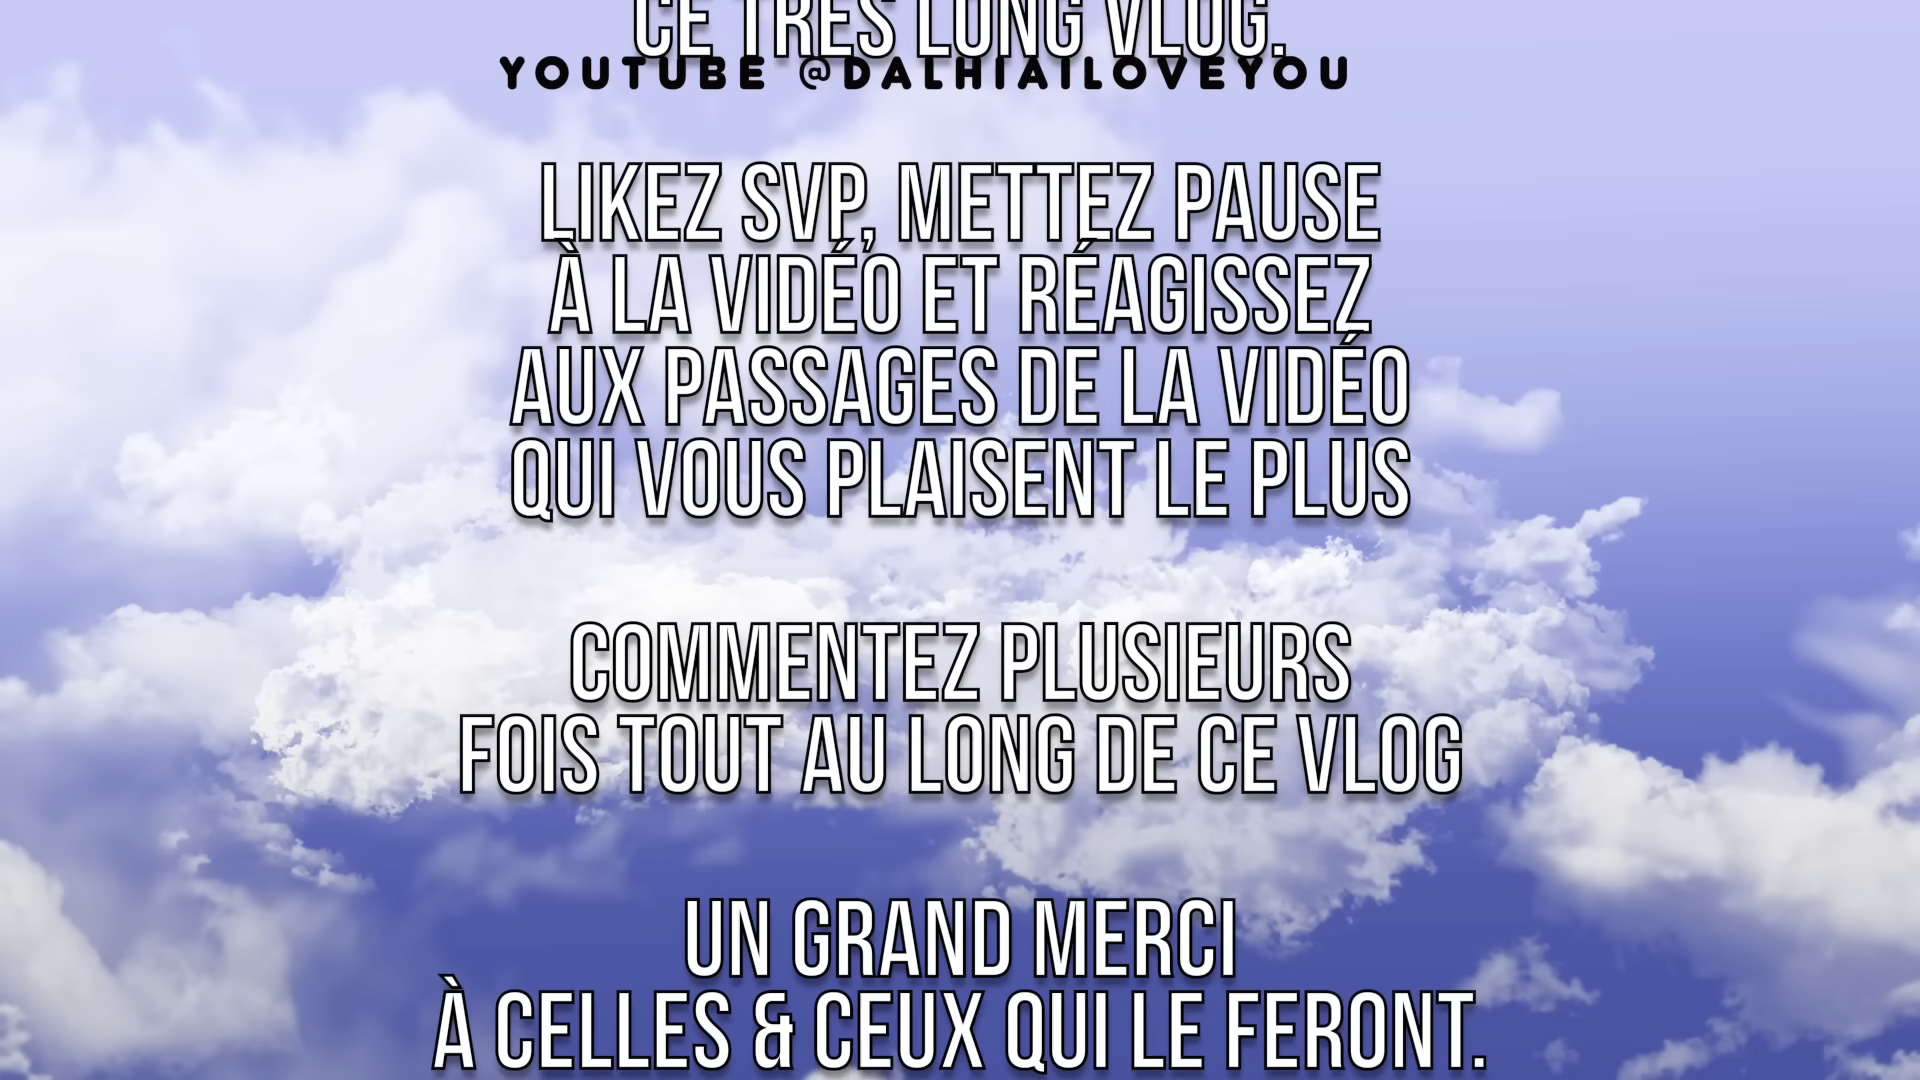 CE TRÈS LONG VLOG.
YOUTUBE @DALHIAILOVEYOU
LIKEZ SVP, METTEZ PAUSE
À LA VIDÉO ET RÉAGISSEZ
AUX PASSAGES DE LA VIDÉO
QUI VOUS PLAISENT LE PLUS
COMMENTEZ PLUSIEURS
FOIS TOUT AU LONG DE CE VLOG
UN GRAND MERCI
À CELLES & CEUX QUI LE FERONT.